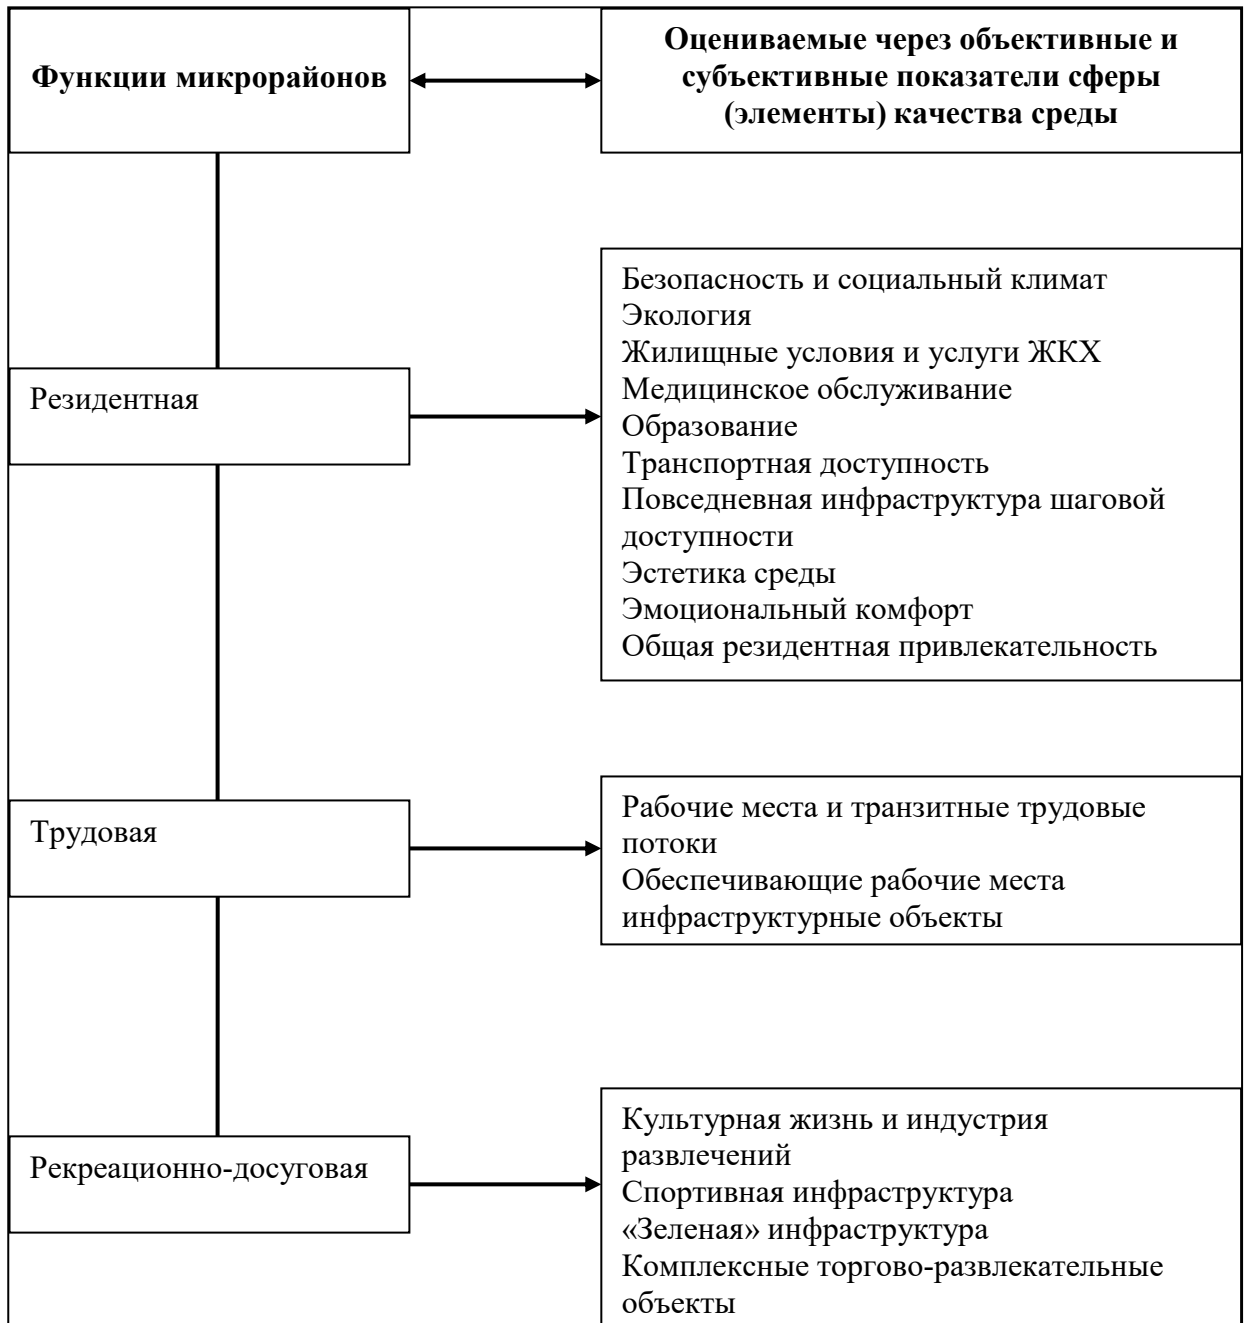 Функции микрорайонов
Оцениваемые через объективные и
субъективные показатели сферы
(элементы) качества среды
Резидентная
Безопасность и социальный климат
Экология
Жилищные условия и услуги ЖКХ
Медицинское обслуживание
Образование
Транспортная доступность
Повседневная инфраструктура шаговой
доступности
Эстетика среды
Эмоциональный комфорт
Общая резидентная привлекательность
Трудовая
Рабочие места и транзитные трудовые
потоки
Обеспечивающие рабочие места
инфраструктурные объекты
Рекреационно-досуговая
Культурная жизнь и индустрия
развлечений
Спортивная инфраструктура
«Зеленая» инфраструктура
Комплексные торгово-развлекательные
объекты